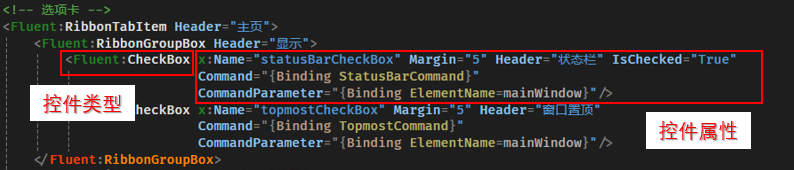 <!-- 选项卡 -->
<Fluent:RibbonTabItem Header="主页">
<Fluent:RibbonGroupBox Header="显示">
<Fluent:CheckBox x:Name="statusBarCheckBox" Margin="5" Header="状态栏" IsChecked="True"
Command="{Binding StatusBarCommand}"
CommandParameter="{Binding ElementName=mainWindow}"/>
控件类型
CheckBox x:Name="topmostCheckBox" Margin="5" Header="窗口置顶"
Command="{Binding TopmostCommand}"
控件属性
CommandParameter="{Binding ElementName=mainWindow}"/>
</Fluent:RibbonGroupBox>